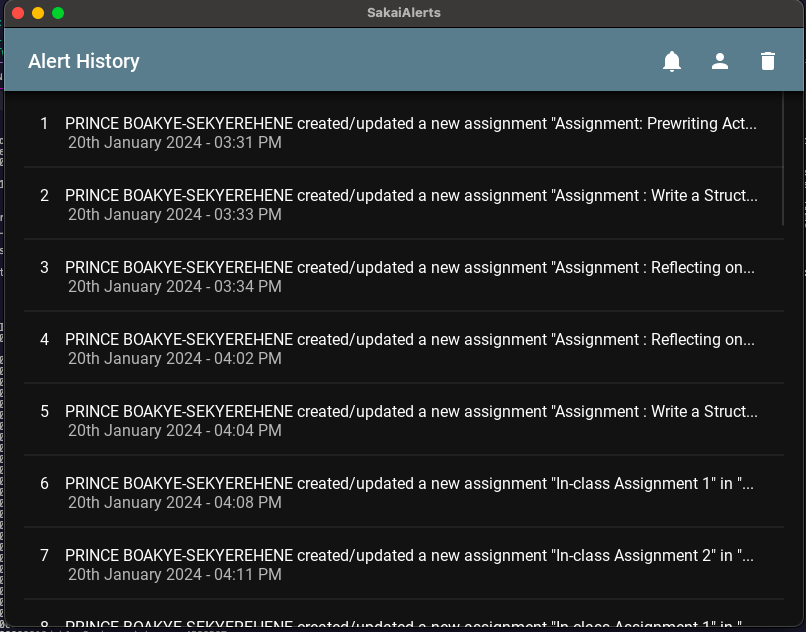 SakaiAlerts
Alert History
1 PRINCE BOAKYE-SEKYEREHENE created/updated a new assignment "Assignment: Prewriting Act...
20th January 2024 - 03:31 PM
2 PRINCE BOAKYE-SEKYEREHENE created/updated a new assignment "Assignment : Write a Struct...
20th January 2024 - 03:33 PM
3 PRINCE BOAKYE-SEKYEREHENE created/updated a new assignment "Assignment : Reflecting on...
20th January 2024 - 03:34 PM
4 PRINCE BOAKYE-SEKYEREHENE created/updated a new assignment "Assignment : Reflecting on...
20th January 2024 - 04:02 PM
5 PRINCE BOAKYE-SEKYEREHENE created/updated a new assignment "Assignment : Write a Struct...
20th January 2024 - 04:04 PM
6 PRINCE BOAKYE-SEKYEREHENE created/updated a new assignment "In-class Assignment 1" in "...
20th January 2024 - 04:08 PM
7 PRINCE BOAKYE-SEKYEREHENE created/updated a new assignment "In-class Assignment 2" in "...
20th January 2024 - 04:11 PM
8 PRINCE BOAKYE-SEKYEREHENE created/updated a new assignment "In-class Assignment 1" in "...